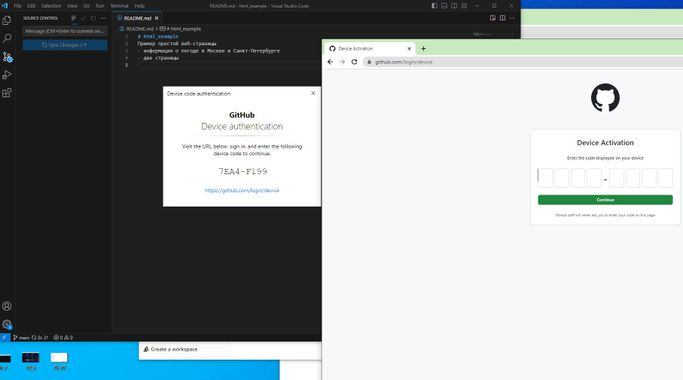 File Edit Selection View Go Run Terminal Help
README.md - html_example - Visual Studio Code
SOURCE CONTROL
Message (Ctrl+Enter to commit on...
Sync Changes 2↑
README.md
README.md > # html_example
1 # html_example
2 Пример простой веб-страницы
3 - информация о погоде в Москве и Санкт-Петербурге
4 - две страницы
5
main 0↓ 2↑ 0 0
Device code authentication
GitHub
Device authentication
Visit the URL below, sign in, and enter the following
device code to continue.
7EA4-F199
https://github.com/login/device
Create a workspace
Device Activation
github.com/login/device
Device Activation
Enter the code displayed on your device
-
Continue
GitHub staff will never ask you to enter your code on this page.